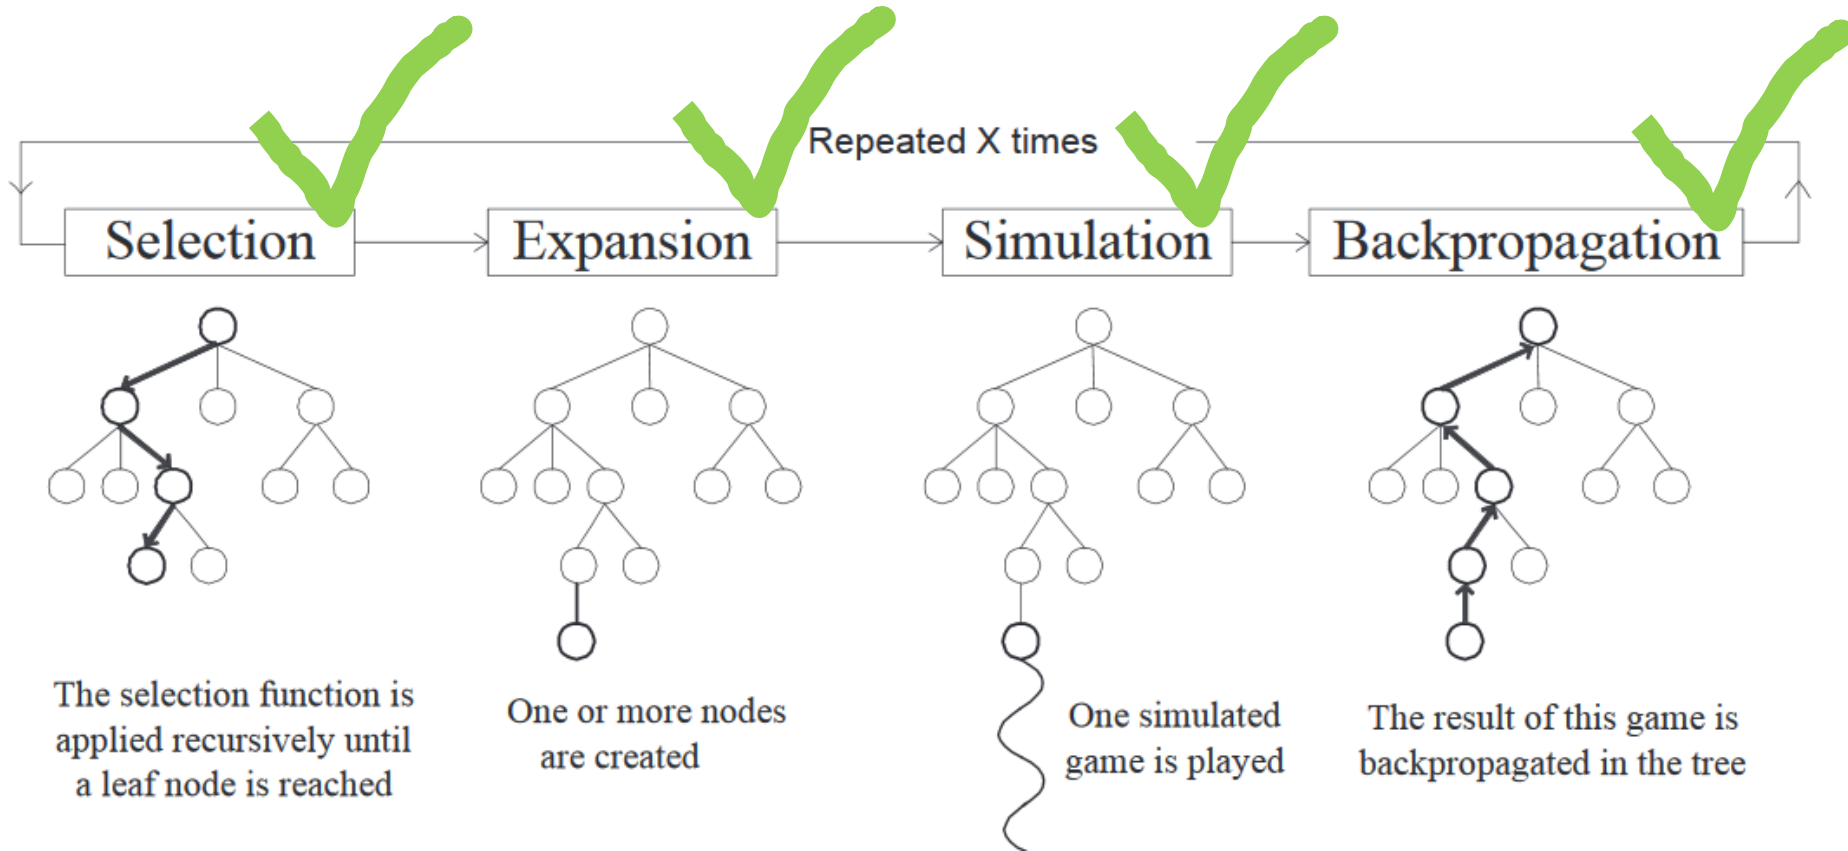 Repeated X times
Selection
Expansion
Simulation
Backpropagation
The selection function is
applied recursively until
a leaf node is reached
One or more nodes
are created
One simulated
game is played
The result of this game is
backpropagated in the tree